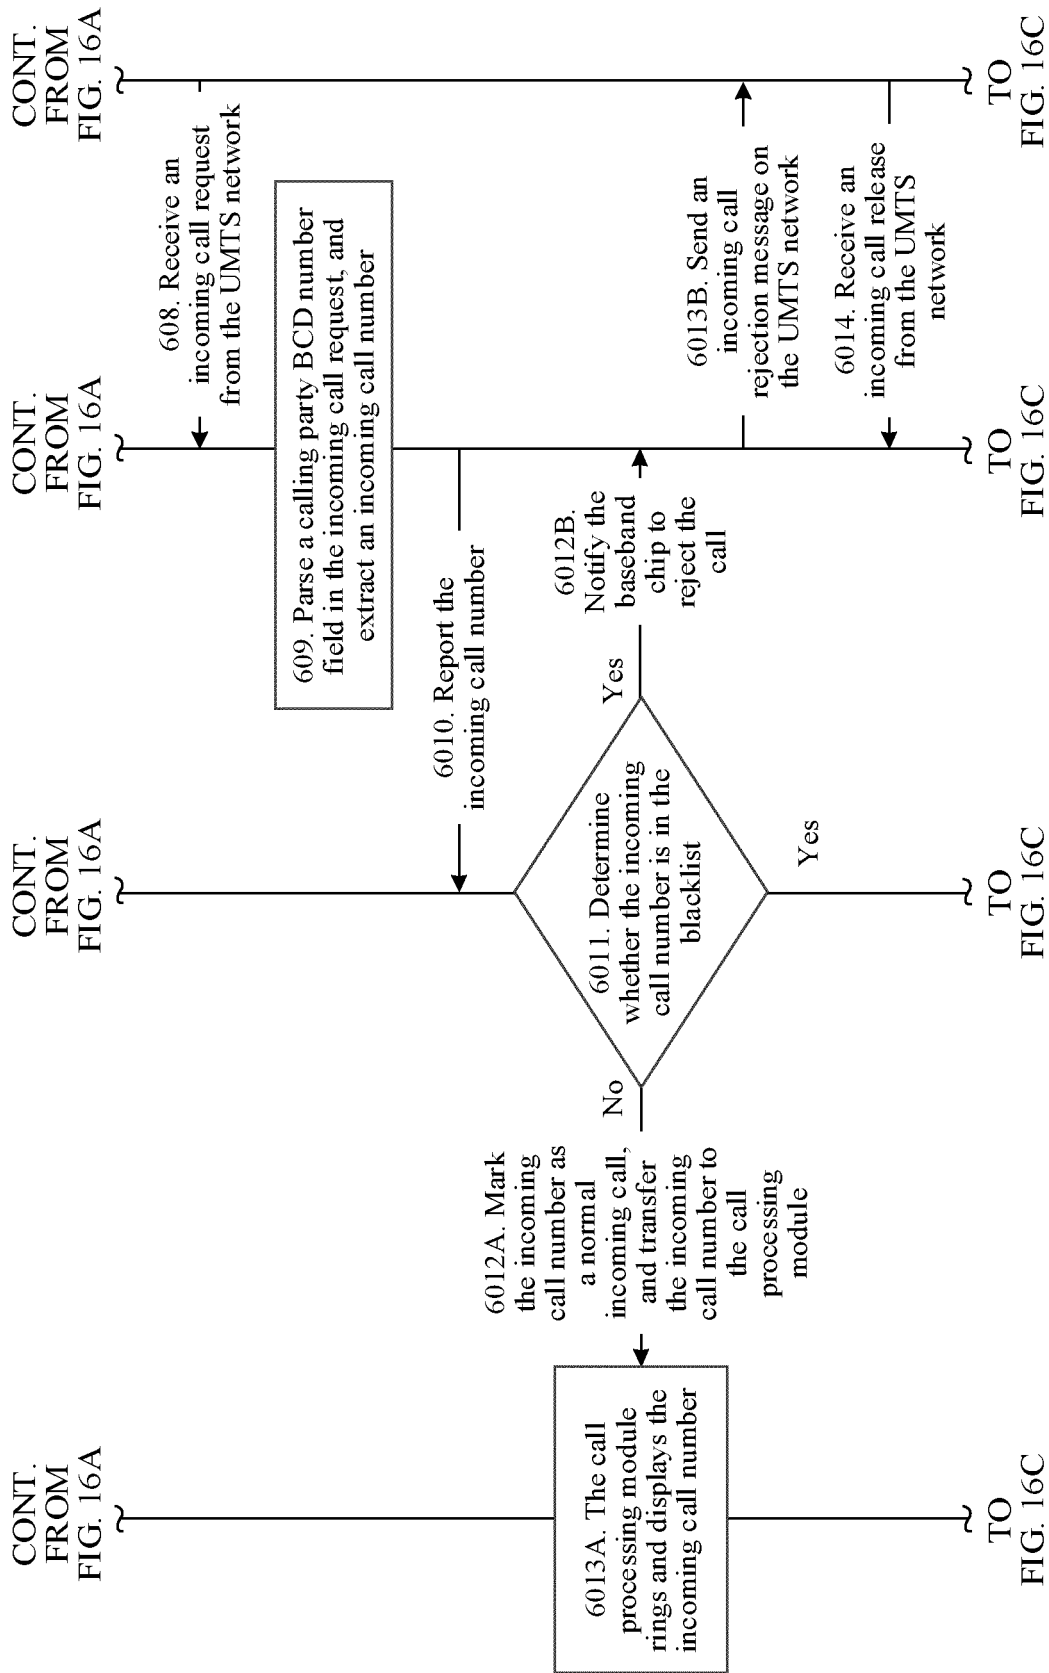 CONT.
FROM
FIG. 16A
CONT.
FROM
FIG. 16A
CONT.
FROM
FIG. 16A
CONT.
FROM
FIG. 16A
608. Receive an
incoming call request
from the UMTS network
609. Parse a calling party BCD number
field in the incoming call request, and
extract an incoming call number
6010. Report the
incoming call number
6011. Determine
whether the incoming
call number is in the
blacklist
No
Yes
Yes
6012A. Mark
the incoming
call number as
a normal
incoming call,
and transfer
the incoming
call number to
the call
processing
module
6012B.
Notify the
baseband
chip to
reject the
call
6013A. The call
processing module
rings and displays the
incoming call number
6013B. Send an
incoming call
rejection message on
the UMTS network
6014. Receive an
incoming call release
from the UMTS
network
TO
FIG. 16C
TO
FIG. 16C
TO
FIG. 16C
TO
FIG. 16C